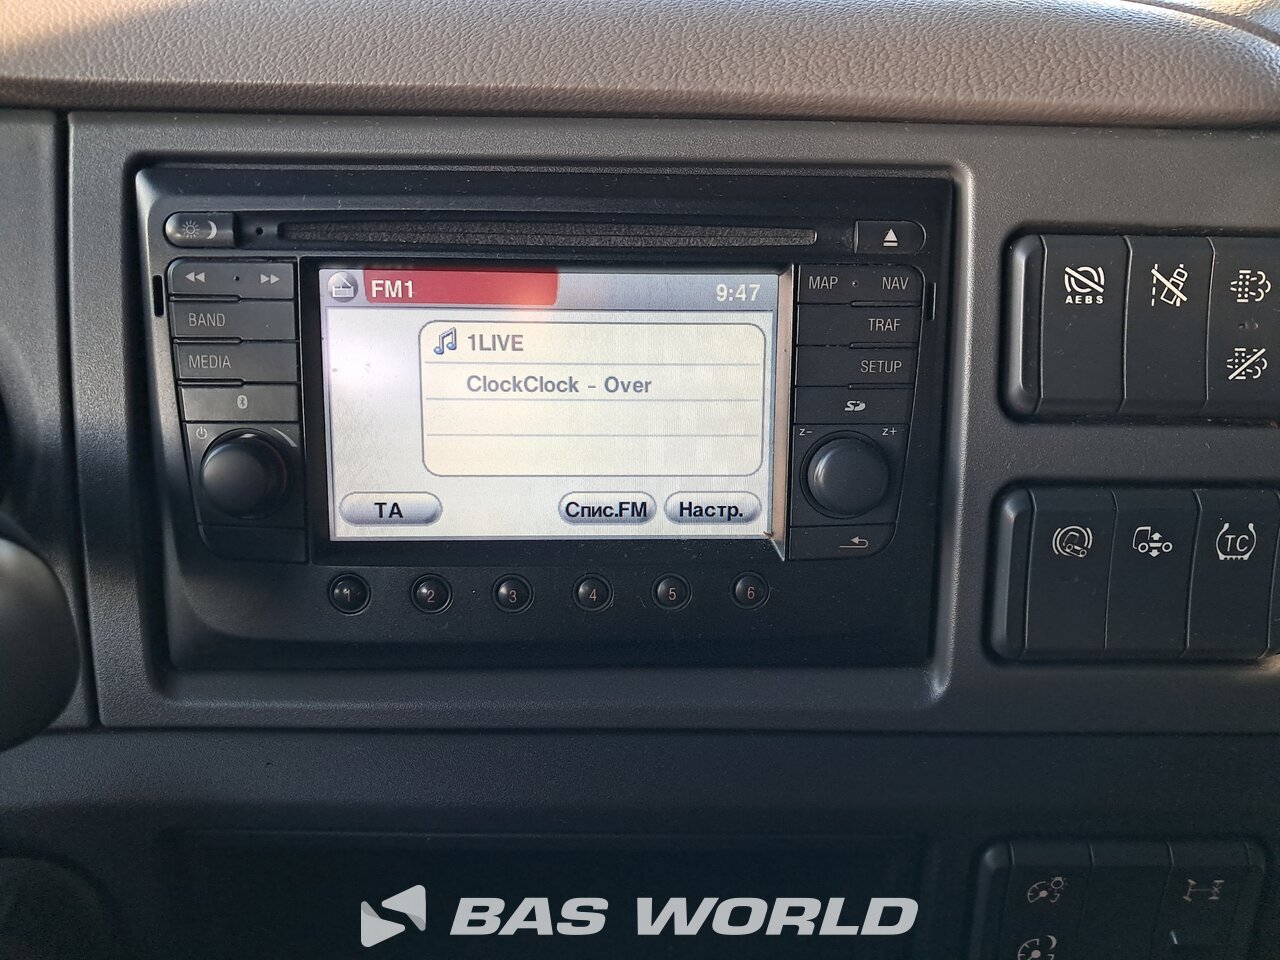 FM1
9:47
1LIVE
ClockClock - Over
TA
Спис.FM
Настр.
BAND
MEDIA
MAP
NAV
TRAF
SETUP
z-
z+
1
2
3
4
5
6
AEBS
TC
BAS WORLD